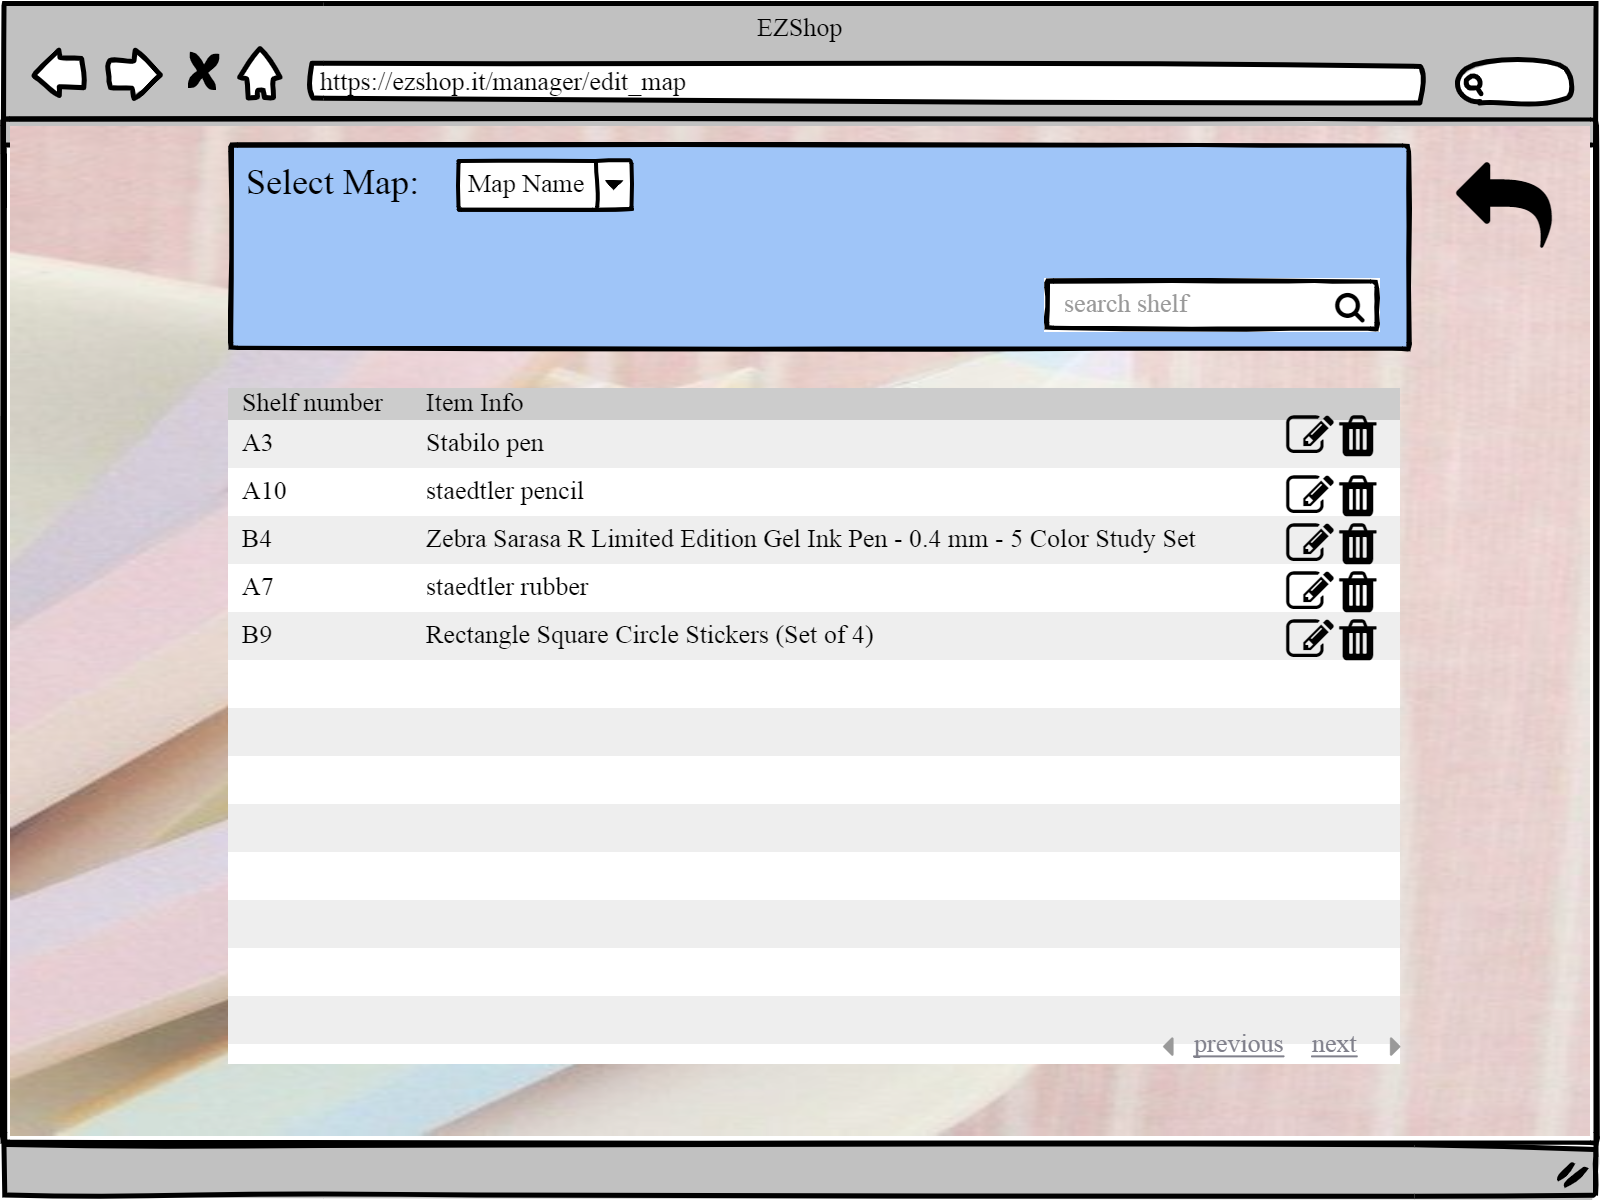 EZShop
https://ezshop.it/manager/edit_map
Select Map: Map Name
search shelf
Shelf number Item Info
A3 Stabilo pen
A10 staedtler pencil
B4 Zebra Sarasa R Limited Edition Gel Ink Pen - 0.4 mm - 5 Color Study Set
A7 staedtler rubber
B9 Rectangle Square Circle Stickers (Set of 4)
previous next